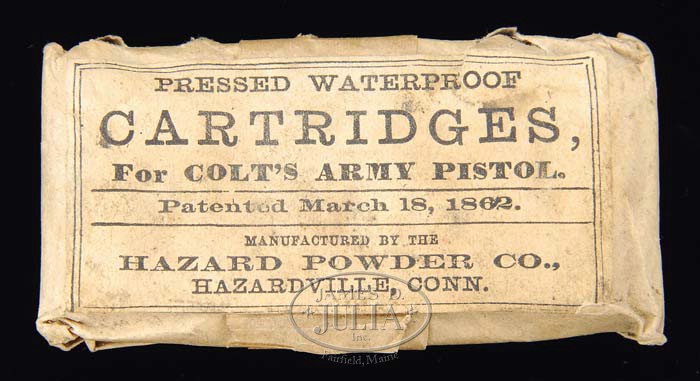 PRESSED WATERPROOF
CARTRIDGES,
For COLT'S ARMY PISTOL.
Patented March 18, 1862.
MANUFACTURED BY THE
HAZARD POWDER CO.,
HAZARDVILLE, CONN.
JAMES D.
JULIA
Inc.
Fairfield, Maine